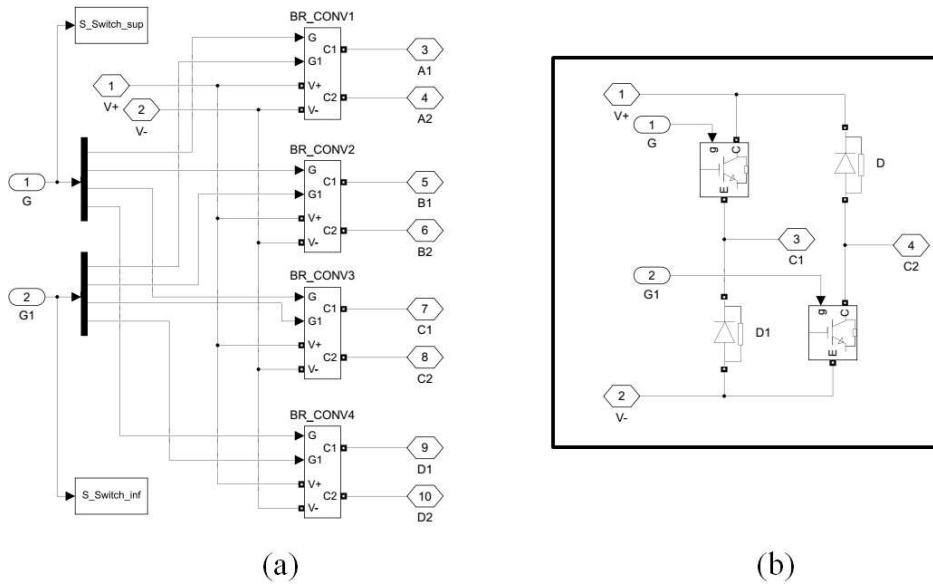 BR_CONV1
S_Switch_sup
G
C1
3
A1
G1
1
V+
V+
C2
4
A2
2
V-
V-
BR_CONV2
G
C1
5
B1
1
G
G1
V+
C2
6
B2
V-
BR_CONV3
G
C1
7
C1
2
G1
G1
V+
C2
8
C2
V-
BR_CONV4
G
C1
9
D1
G1
S_Switch_inf
V+
C2
10
D2
V-
(a)
1
V+
1
G
g
C
E
D
3
C1
4
C2
2
G1
g
C
E
D1
2
V-
(b)